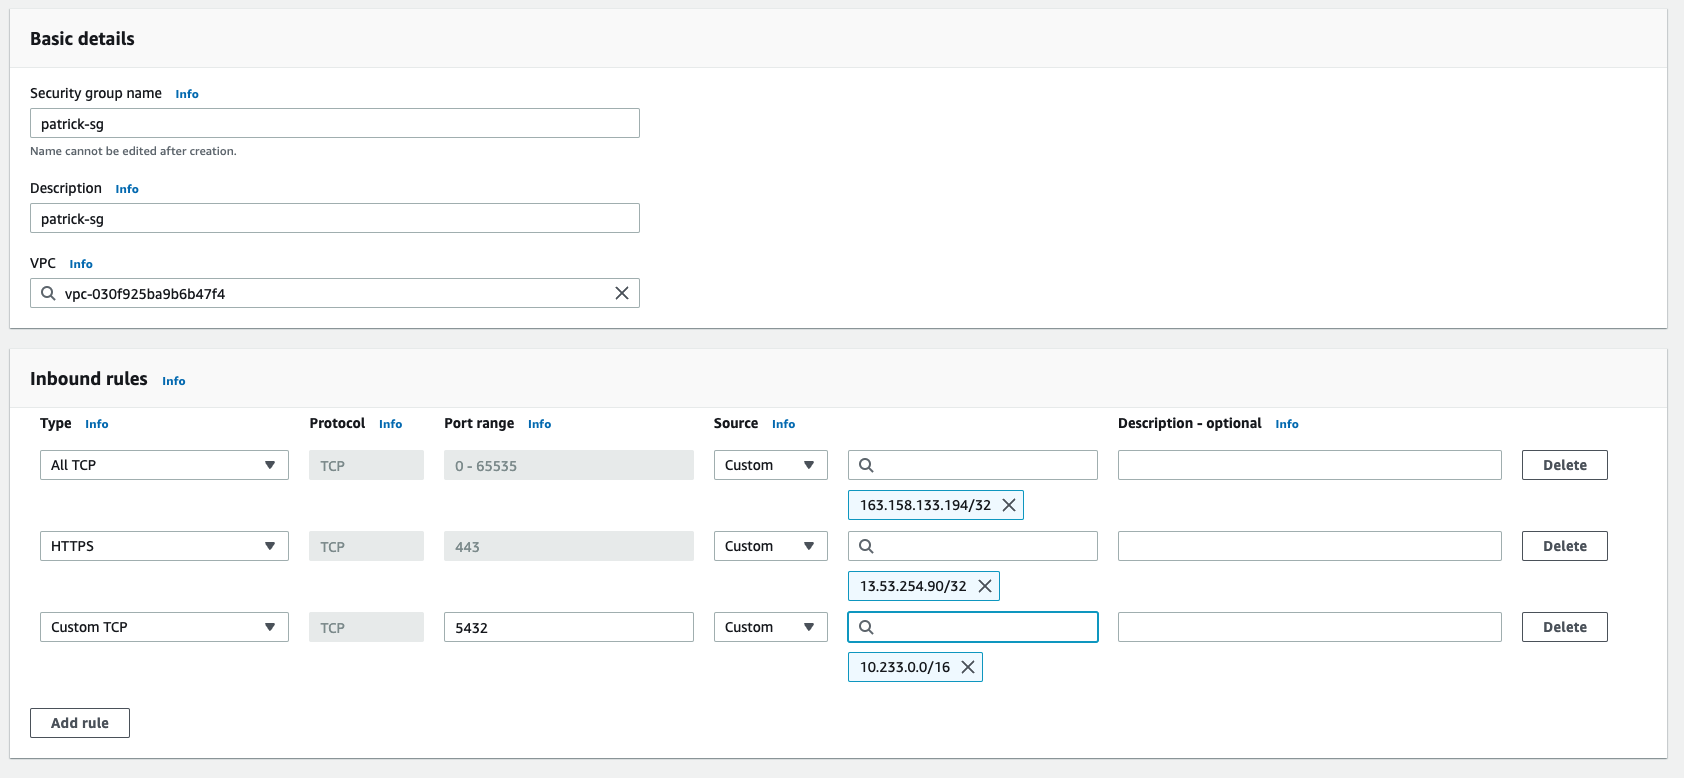 Basic details
Security group name Info
patrick-sg
Name cannot be edited after creation.
Description Info
patrick-sg
VPC Info
vpc-030f925ba9b6b47f4
Inbound rules Info
Type Info Protocol Info Port range Info Source Info Description - optional Info
All TCP TCP 0 - 65535 Custom Delete
163.158.133.194/32
HTTPS TCP 443 Custom Delete
13.53.254.90/32
Custom TCP TCP 5432 Custom Delete
10.233.0.0/16
Add rule